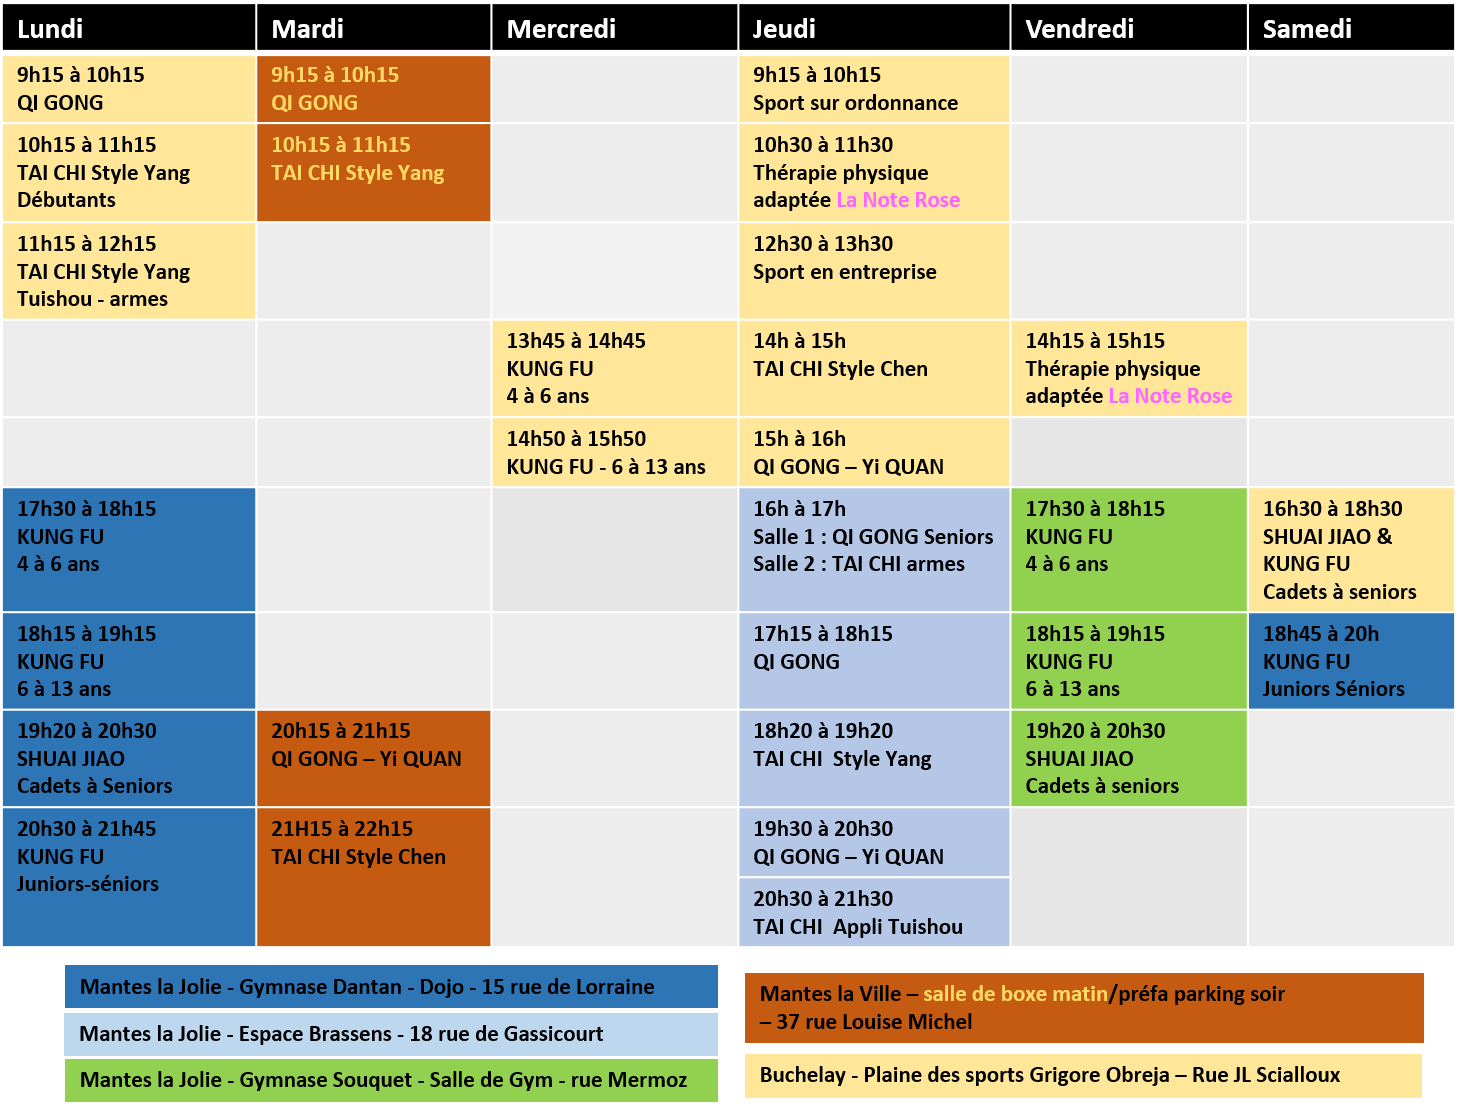 Lundi
Mardi
Mercredi
Jeudi
Vendredi
Samedi
9h15 à 10h15
QI GONG
9h15 à 10h15
QI GONG
9h15 à 10h15
Sport sur ordonnance
10h15 à 11h15
TAI CHI Style Yang
Débutants
10h15 à 11h15
TAI CHI Style Yang
10h30 à 11h30
Thérapie physique
adaptée La Note Rose
11h15 à 12h15
TAI CHI Style Yang
Tuishou - armes
12h30 à 13h30
Sport en entreprise
13h45 à 14h45
KUNG FU
4 à 6 ans
14h à 15h
TAI CHI Style Chen
14h15 à 15h15
Thérapie physique
adaptée La Note Rose
14h50 à 15h50
KUNG FU - 6 à 13 ans
15h à 16h
QI GONG – Yi QUAN
17h30 à 18h15
KUNG FU
4 à 6 ans
16h à 17h
Salle 1 : QI GONG Seniors
Salle 2 : TAI CHI armes
17h30 à 18h15
KUNG FU
4 à 6 ans
16h30 à 18h30
SHUAI JIAO &
KUNG FU
Cadets à seniors
18h15 à 19h15
KUNG FU
6 à 13 ans
17h15 à 18h15
QI GONG
18h15 à 19h15
KUNG FU
6 à 13 ans
18h45 à 20h
KUNG FU
Juniors Séniors
19h20 à 20h30
SHUAI JIAO
Cadets à Seniors
20h15 à 21h15
QI GONG – Yi QUAN
18h20 à 19h20
TAI CHI Style Yang
19h20 à 20h30
SHUAI JIAO
Cadets à seniors
20h30 à 21h45
KUNG FU
Juniors-séniors
21H15 à 22h15
TAI CHI Style Chen
19h30 à 20h30
QI GONG – Yi QUAN
20h30 à 21h30
TAI CHI Appli Tuishou
Mantes la Jolie - Gymnase Dantan - Dojo - 15 rue de Lorraine
Mantes la Jolie - Espace Brassens - 18 rue de Gassicourt
Mantes la Jolie - Gymnase Souquet - Salle de Gym - rue Mermoz
Mantes la Ville – salle de boxe matin/préfa parking soir
– 37 rue Louise Michel
Buchelay - Plaine des sports Grigore Obreja – Rue JL Scialloux